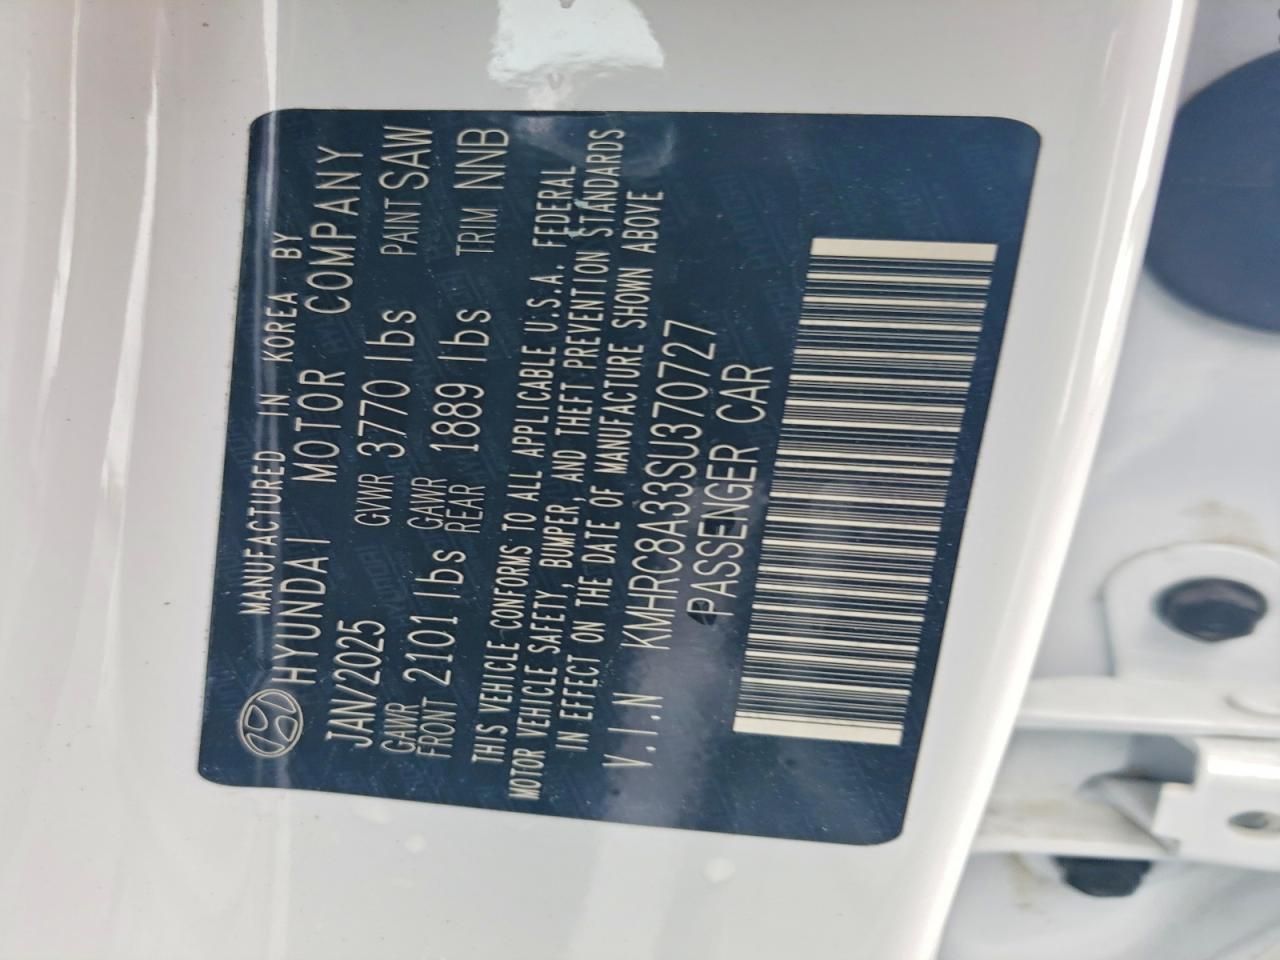 MANUFACTURED IN KOREA BY
HYUNDAI MOTOR COMPANY
JAN/2025 GVWR 3770 lbs PAINT SAW
GAWR FRONT 2101 lbs GAWR REAR 1889 lbs TRIM NNB
THIS VEHICLE CONFORMS TO ALL APPLICABLE U.S.A. FEDERAL
MOTOR VEHICLE SAFETY, BUMPER, AND THEFT PREVENTION STANDARDS
IN EFFECT ON THE DATE OF MANUFACTURE SHOWN ABOVE
V.I.N KMHRC8A33SU370727
PASSENGER CAR